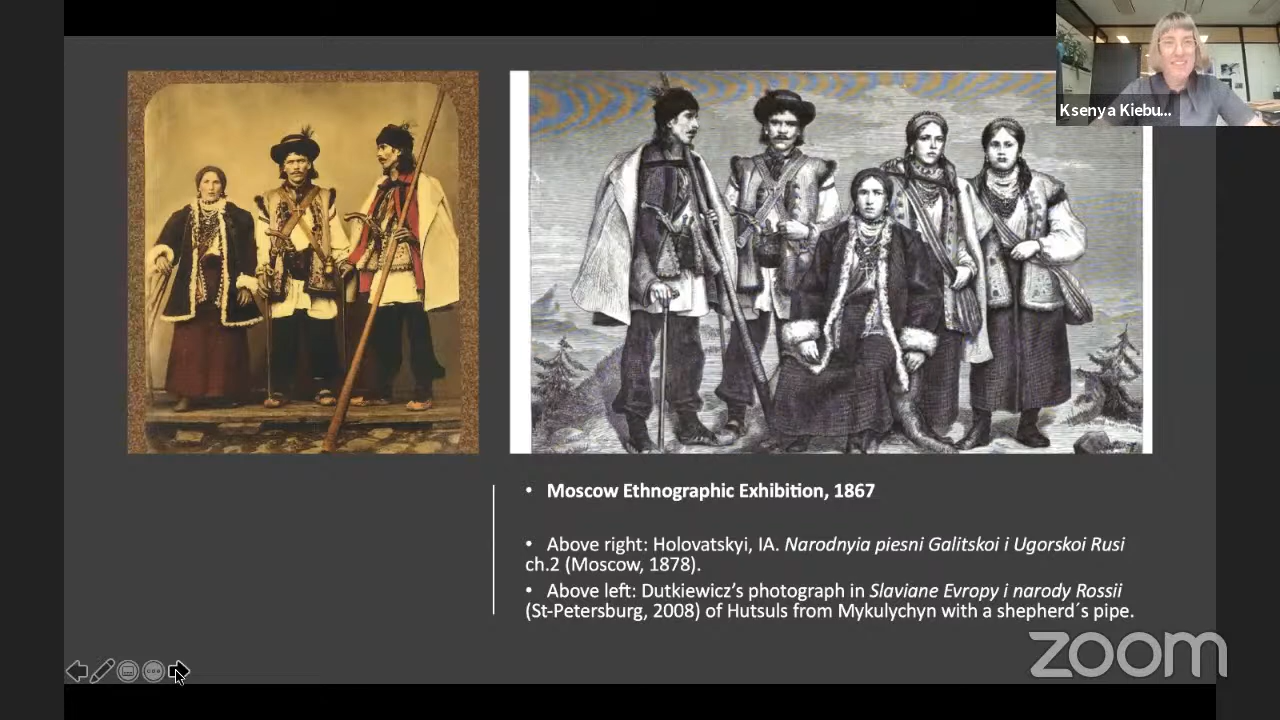 Ksenya Kiebu...
• Moscow Ethnographic Exhibition, 1867
• Above right: Holovatskyi, IA. Narodnyia piesni Galitskoi i Ugorskoi Rusi
ch.2 (Moscow, 1878).
• Above left: Dutkiewicz’s photograph in Slaviane Evropy i narody Rossii
(St-Petersburg, 2008) of Hutsuls from Mykulychyn with a shepherd´s pipe.
zoom